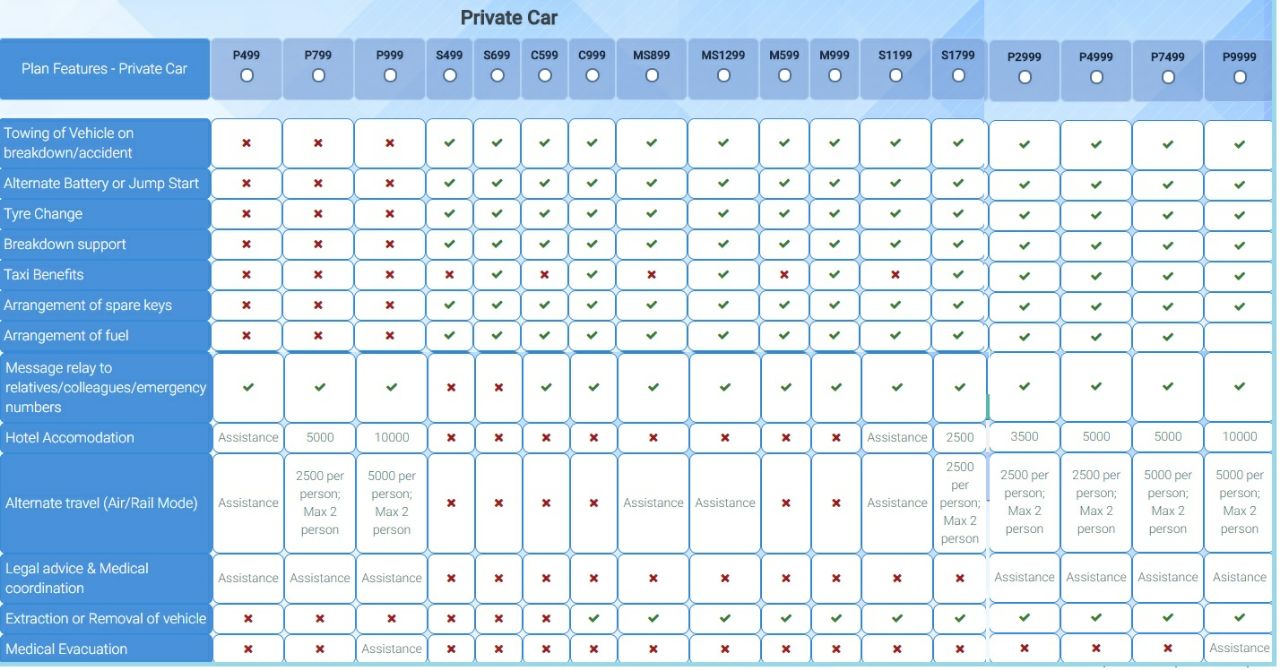 Private Car
Plan Features - Private Car P499 P799 P999 S499 S699 C599 C999 MS899 MS1299 M599 M999 S1199 S1799 P2999 P4999 P7499 P9999
Towing of Vehicle on
breakdown/accident
Alternate Battery or Jump Start
Tyre Change
Breakdown support
Taxi Benefits
Arrangement of spare keys
Arrangement of fuel
Message relay to
relatives/colleagues/emergency
numbers
Hotel Accomodation Assistance 5000 10000 Assistance 2500 3500 5000 5000 10000
Alternate travel (Air/Rail Mode)
Assistance
2500 per
person;
Max 2
person
5000 per
person;
Max 2
person
Assistance
Assistance
Assistance
2500
per
person;
Max 2
person
2500 per
person;
Max 2
person
2500 per
person;
Max 2
person
5000 per
person;
Max 2
person
5000 per
person;
Max 2
person
Legal advice & Medical
coordination
Assistance Assistance Assistance Assistance Assistance Assistance Asistance
Extraction or Removal of vehicle
Medical Evacuation Assistance Assistance